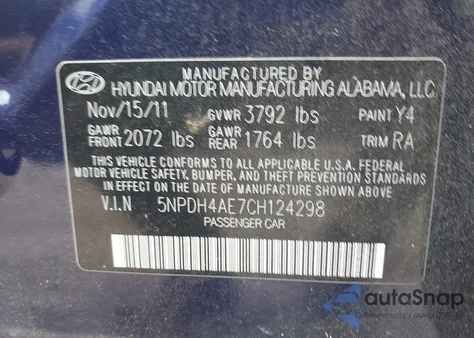 MANUFACTURED BY
HYUNDAI MOTOR MANUFACTURING ALABAMA, LLC
Nov/15/11 GVWR 3792 lbs PAINT Y4
GAWR FRONT 2072 lbs GAWR REAR 1764 lbs TRIM RA
THIS VEHICLE CONFORMS TO ALL APPLICABLE U.S.A. FEDERAL
MOTOR VEHICLE SAFETY, BUMPER, AND THEFT PREVENTION STANDARDS
IN EFFECT ON THE DATE OF MANUFACTURE SHOWN ABOVE.
V.I.N 5NPDH4AE7CH124298
PASSENGER CAR
autoSnap